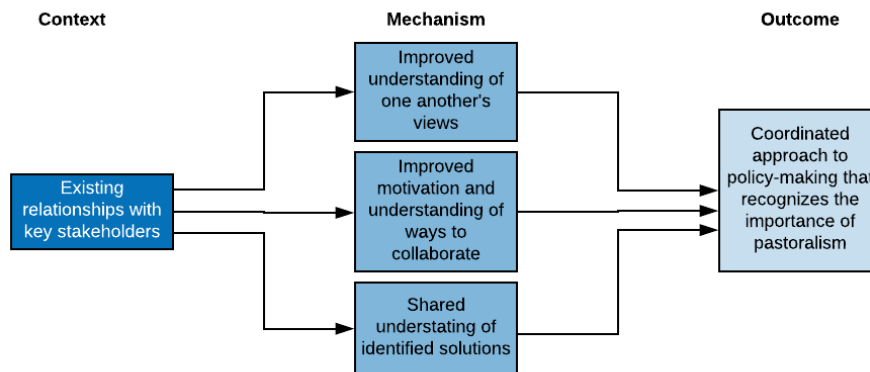 Context
Mechanism
Outcome
Existing
relationships with
key stakeholders
Improved
understanding of
one another's
views
Improved
motivation and
understanding of
ways to
collaborate
Shared
understating of
identified solutions
Coordinated
approach to
policy-making that
recognizes the
importance of
pastoralism